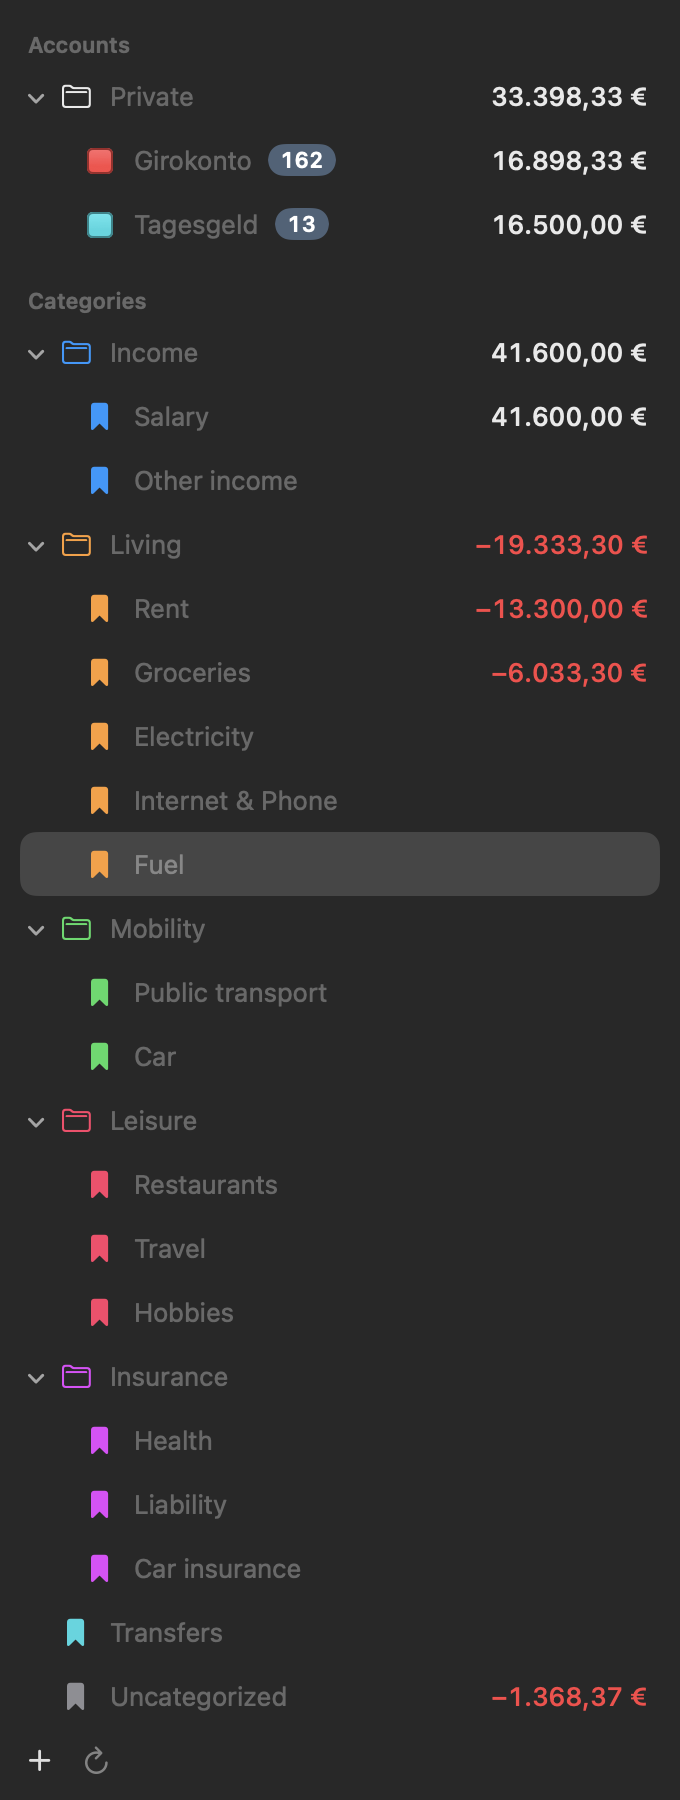 Accounts
Private 33.398,33 €
Girokonto 162 16.898,33 €
Tagesgeld 13 16.500,00 €
Categories
Income 41.600,00 €
Salary 41.600,00 €
Other income
Living −19.333,30 €
Rent −13.300,00 €
Groceries −6.033,30 €
Electricity
Internet & Phone
Fuel
Mobility
Public transport
Car
Leisure
Restaurants
Travel
Hobbies
Insurance
Health
Liability
Car insurance
Transfers
Uncategorized −1.368,37 €